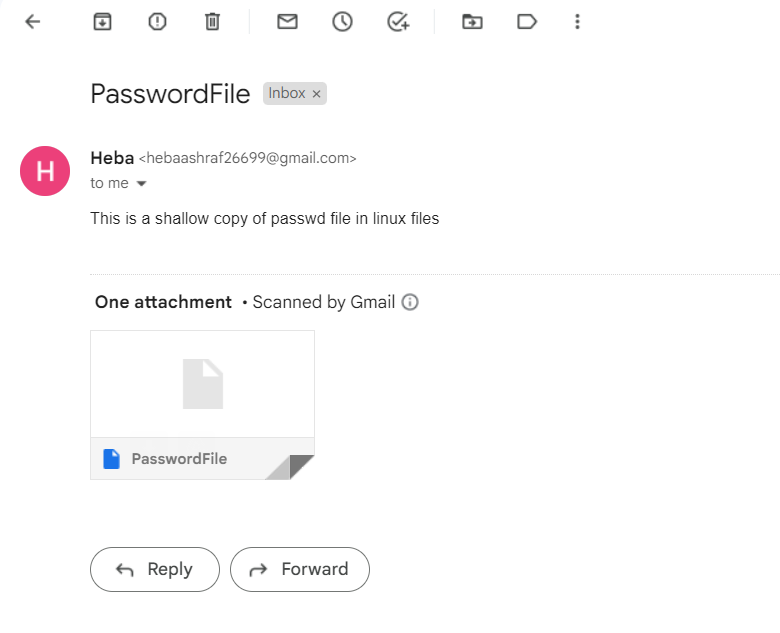 PasswordFile Inbox ×
H
Heba <hebaashraf26699@gmail.com>
to me
This is a shallow copy of passwd file in linux files
One attachment • Scanned by Gmail
PasswordFile
Reply Forward